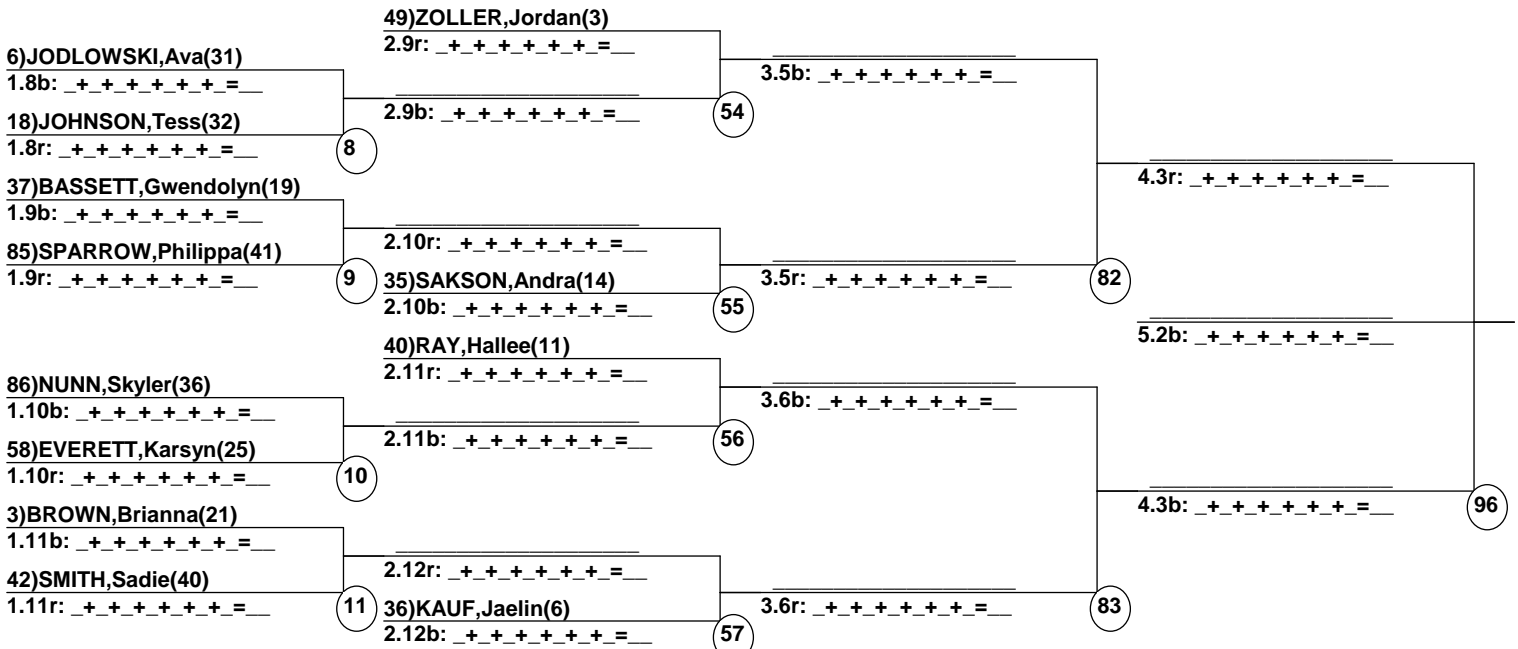 49)ZOLLER,Jordan(3)
2.9r: _+_+_+_+_+_=__
6)JODLOWSKI,Ava(31)
1.8b: _+_+_+_+_+_=__
2.9b: _+_+_+_+_+_=__
54
18)JOHNSON,Tess(32)
1.8r: _+_+_+_+_+_=__
8
37)BASSETT,Gwendolyn(19)
1.9b: _+_+_+_+_+_=__
2.10r: _+_+_+_+_+_=__
85)SPARROW,Philippa(41)
1.9r: _+_+_+_+_+_=__
9
35)SAKSON,Andra(14)
2.10b: _+_+_+_+_+_=__
55
3.5b: _+_+_+_+_+_=__
3.5r: _+_+_+_+_+_=__
82
40)RAY,Hallee(11)
2.11r: _+_+_+_+_+_=__
86)NUNN,Skyler(36)
1.10b: _+_+_+_+_+_=__
2.11b: _+_+_+_+_+_=__
56
58)EVERETT,Karsyn(25)
1.10r: _+_+_+_+_+_=__
10
3)BROWN,Brianna(21)
1.11b: _+_+_+_+_+_=__
2.12r: _+_+_+_+_+_=__
42)SMITH,Sadie(40)
1.11r: _+_+_+_+_+_=__
11
36)KAUF,Jaelin(6)
2.12b: _+_+_+_+_+_=__
57
3.6b: _+_+_+_+_+_=__
3.6r: _+_+_+_+_+_=__
83
4.3r: _+_+_+_+_+_=__
5.2b: _+_+_+_+_+_=__
4.3b: _+_+_+_+_+_=__
96